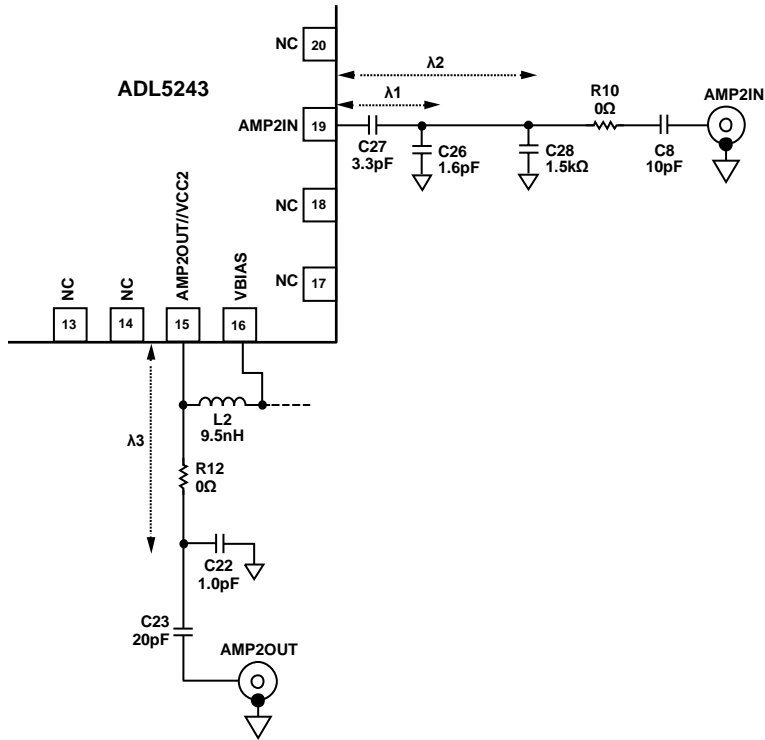 NC
20
ADL5243
λ2
λ1
R10
0Ω
AMP2IN
AMP2IN
19
C27
3.3pF
C26
1.6pF
C28
1.5kΩ
C8
10pF
NC
18
NC
17
NC
NC
AMP2OUT//VCC2
VBIAS
13
14
15
16
L2
9.5nH
λ3
R12
0Ω
C22
1.0pF
C23
20pF
AMP2OUT